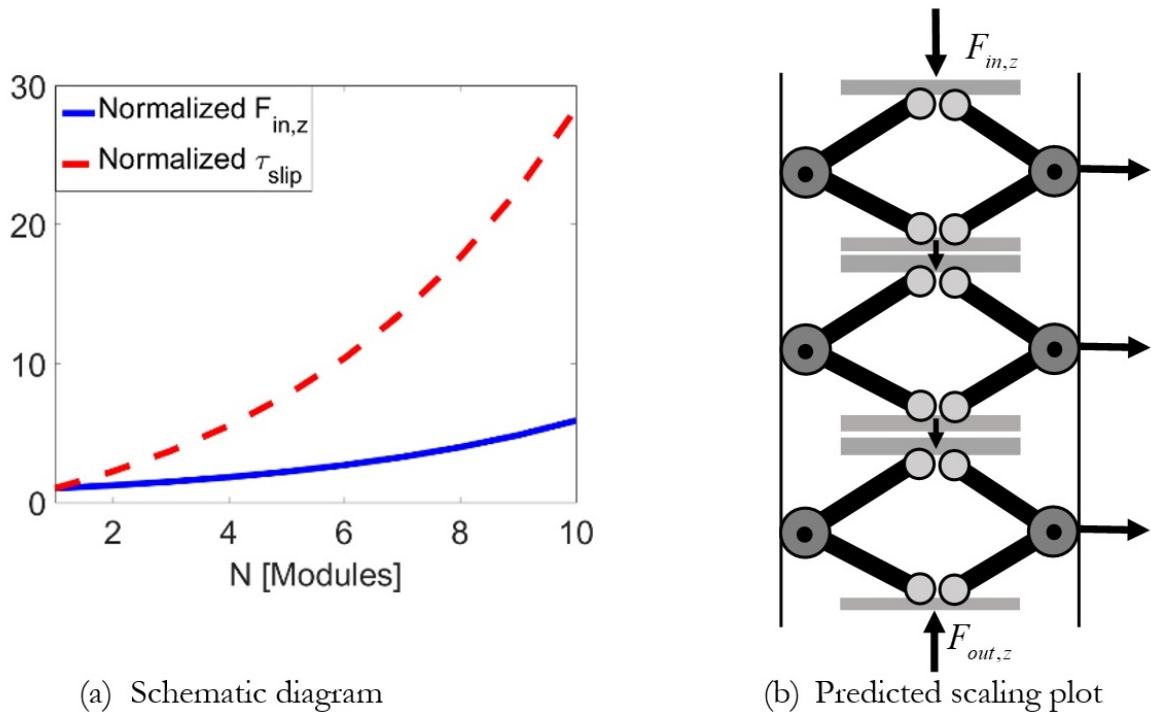 30
20
10
0
Normalized F_in,z
Normalized τ_slip
2 4 6 8 10
N [Modules]
F_in,z
F_out,z
(a) Schematic diagram
(b) Predicted scaling plot